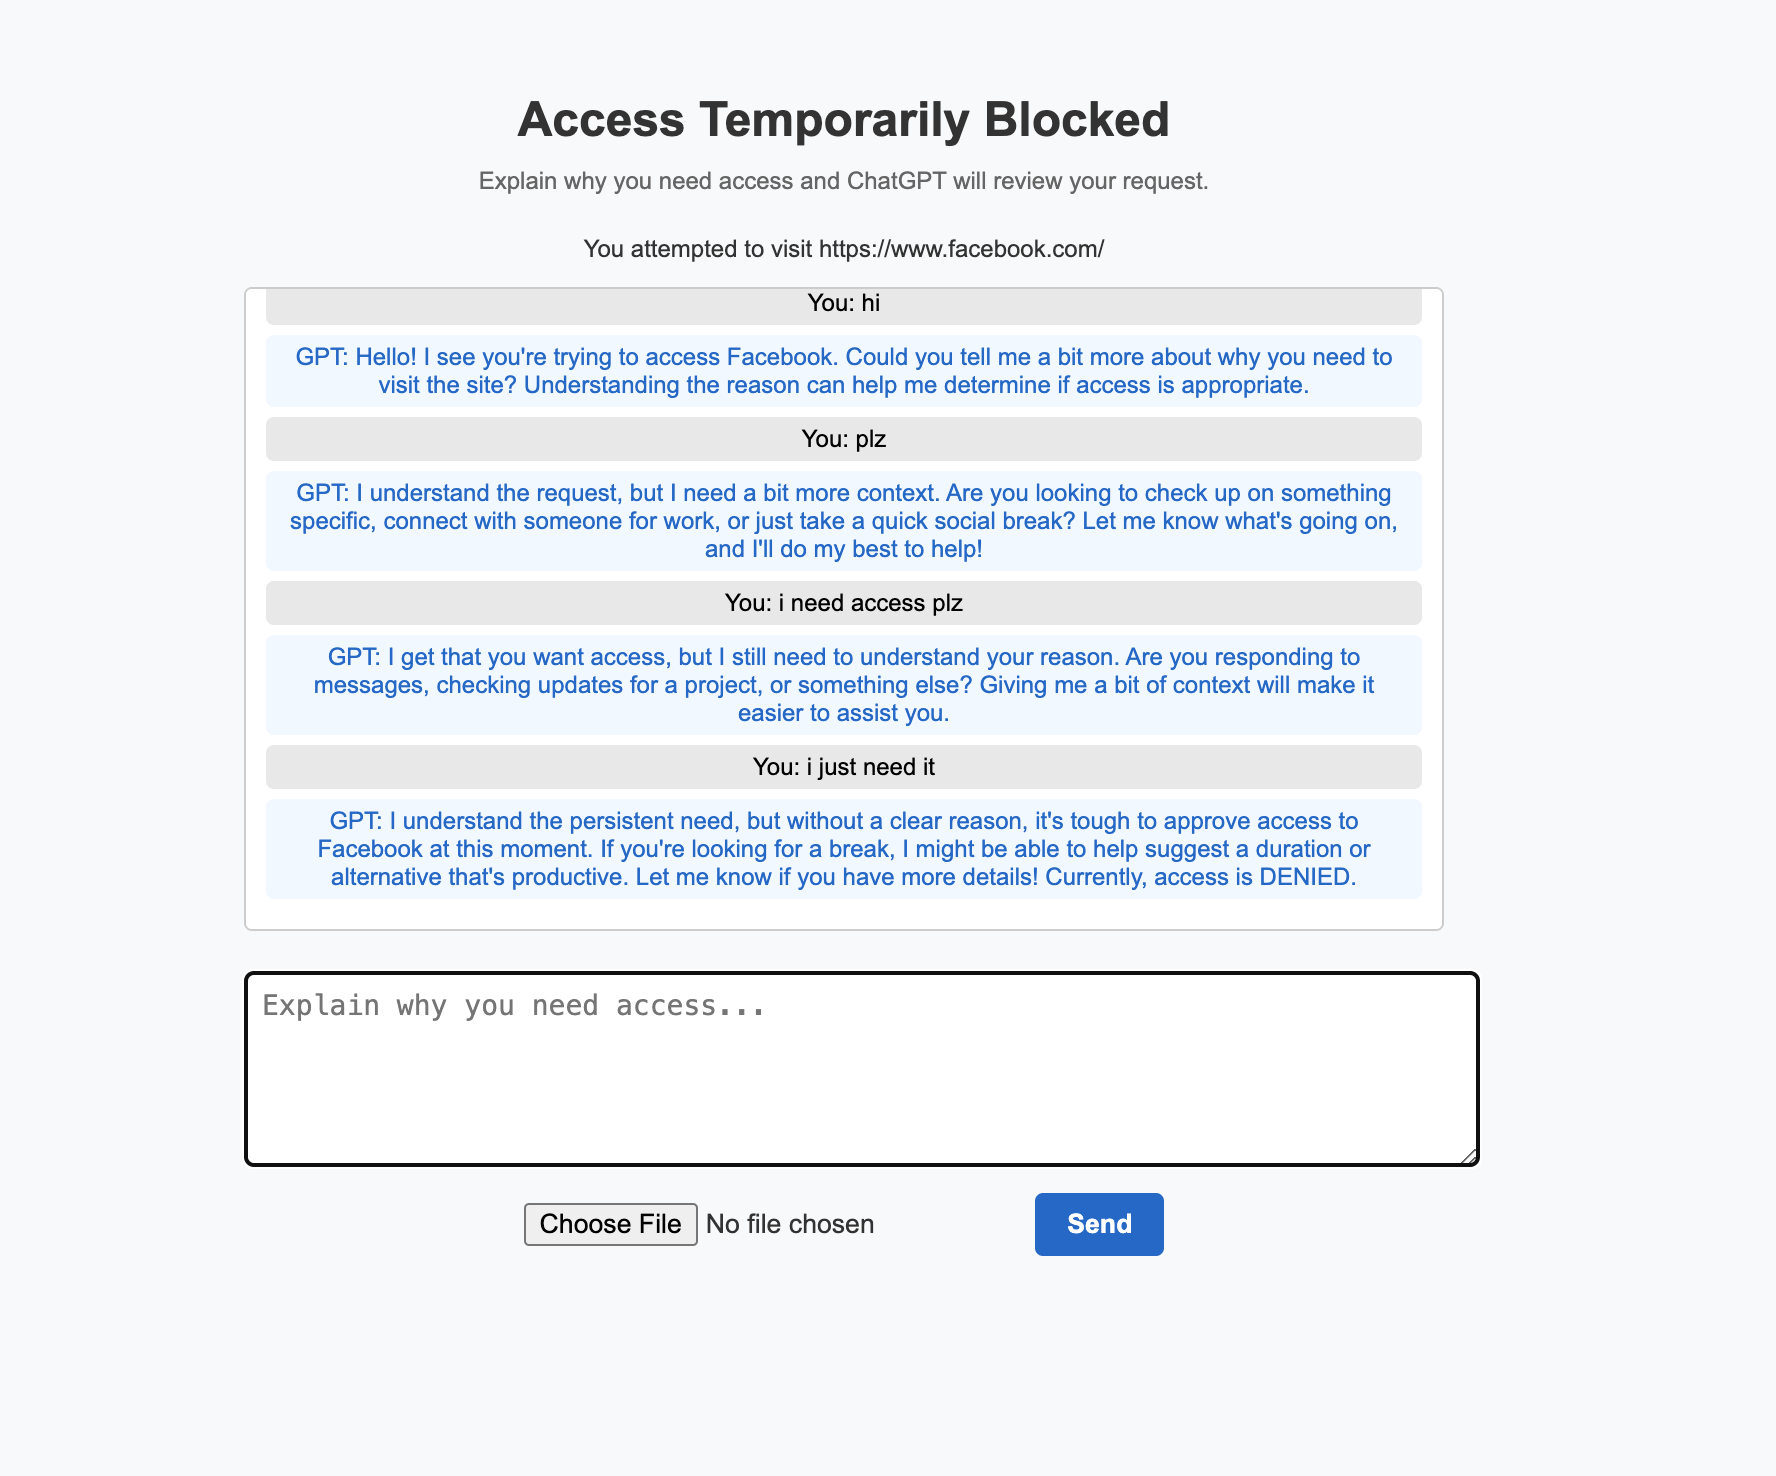 Access Temporarily Blocked
Explain why you need access and ChatGPT will review your request.
You attempted to visit https://www.facebook.com/
You: hi
GPT: Hello! I see you're trying to access Facebook. Could you tell me a bit more about why you need to
visit the site? Understanding the reason can help me determine if access is appropriate.
You: plz
GPT: I understand the request, but I need a bit more context. Are you looking to check up on something
specific, connect with someone for work, or just take a quick social break? Let me know what's going on,
and I'll do my best to help!
You: i need access plz
GPT: I get that you want access, but I still need to understand your reason. Are you responding to
messages, checking updates for a project, or something else? Giving me a bit of context will make it
easier to assist you.
You: i just need it
GPT: I understand the persistent need, but without a clear reason, it's tough to approve access to
Facebook at this moment. If you're looking for a break, I might be able to help suggest a duration or
alternative that's productive. Let me know if you have more details! Currently, access is DENIED.
Explain why you need access...
Choose File No file chosen
Send